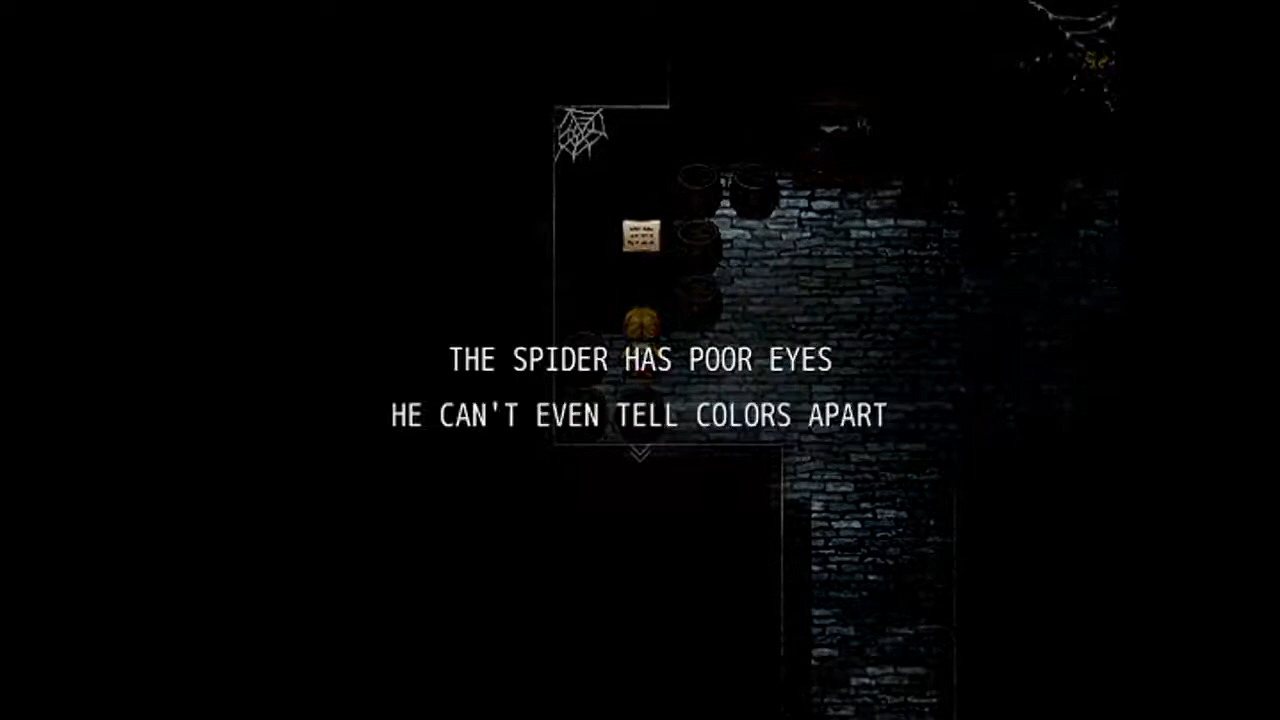 THE SPIDER HAS POOR EYES
HE CAN'T EVEN TELL COLORS APART